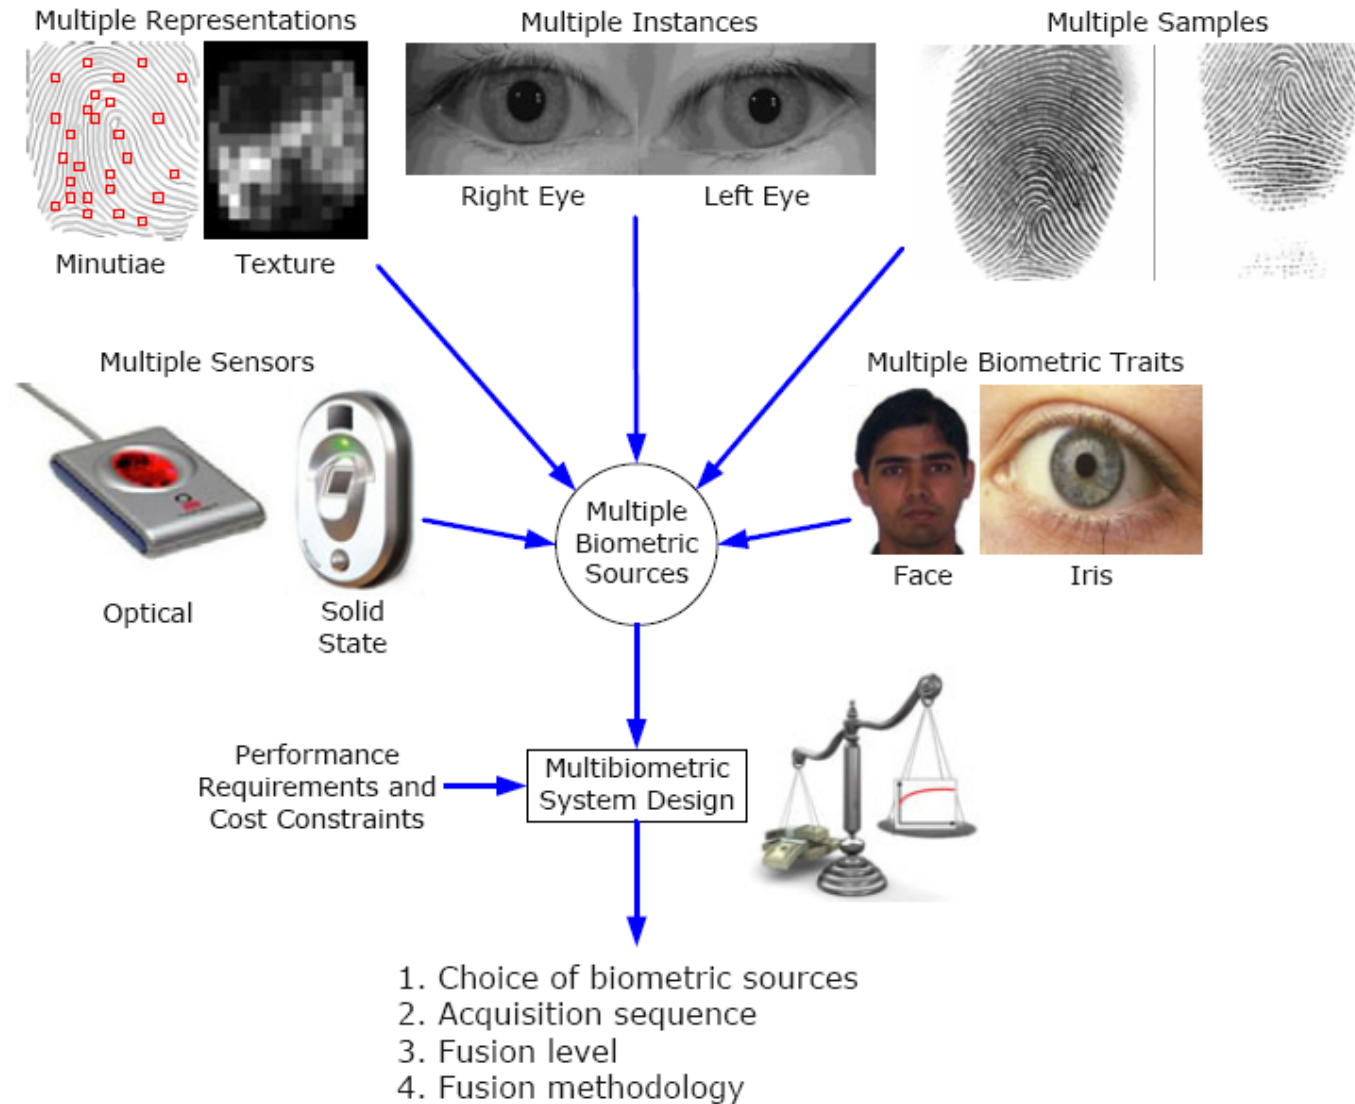 Multiple Representations
Multiple Instances
Multiple Samples
Right Eye
Left Eye
Minutiae
Texture
Multiple Sensors
Multiple Biometric Traits
Multiple
Biometric
Sources
Face
Iris
Optical
Solid
State
Performance
Requirements and
Cost Constraints
Multibiometric
System Design
1. Choice of biometric sources
2. Acquisition sequence
3. Fusion level
4. Fusion methodology